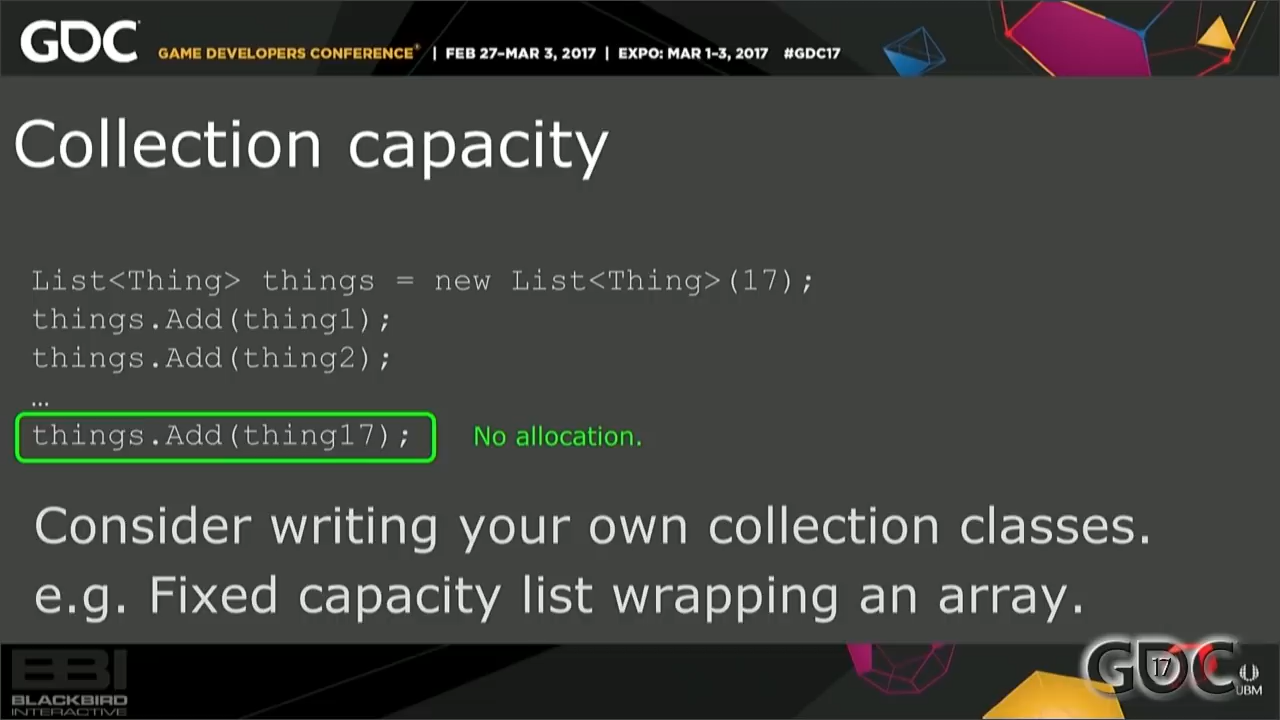 GDC GAME DEVELOPERS CONFERENCE® | FEB 27–MAR 3, 2017 | EXPO: MAR 1–3, 2017 #GDC17
Collection capacity
List<Thing> things = new List<Thing>(17);
things.Add(thing1);
things.Add(thing2);
…
things.Add(thing17); No allocation.
Consider writing your own collection classes.
e.g. Fixed capacity list wrapping an array.
BBI
BLACKBIRD
INTERACTIVE
GDC
17
UBM